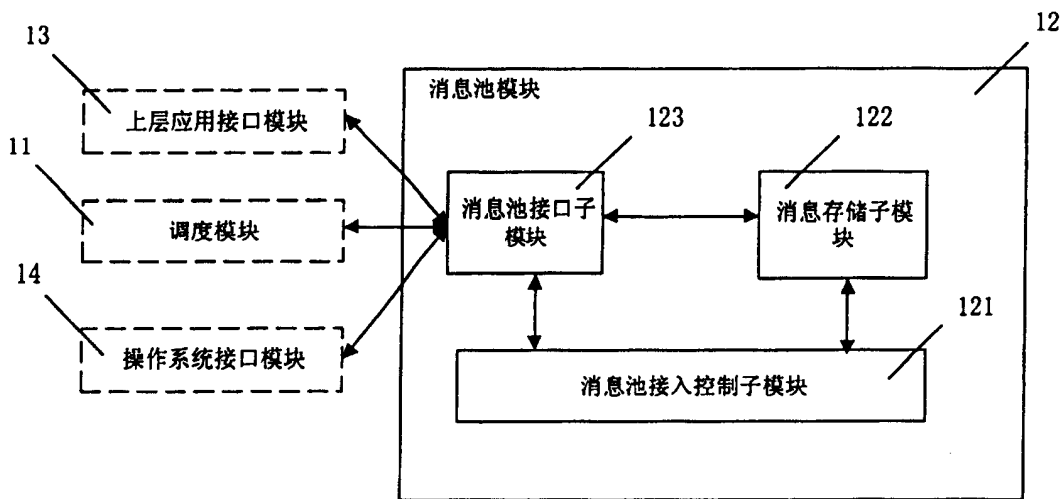 13
12
消息池模块
上层应用接口模块
123
122
11
消息池接口子
模块
消息存储子模
块
调度模块
14
121
操作系统接口模块
消息池接入控制子模块